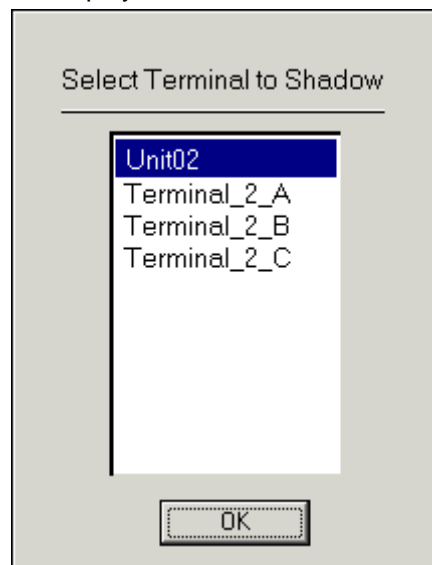 Select Terminal to Shadow
Unit02
Terminal_2_A
Terminal_2_B
Terminal_2_C
OK